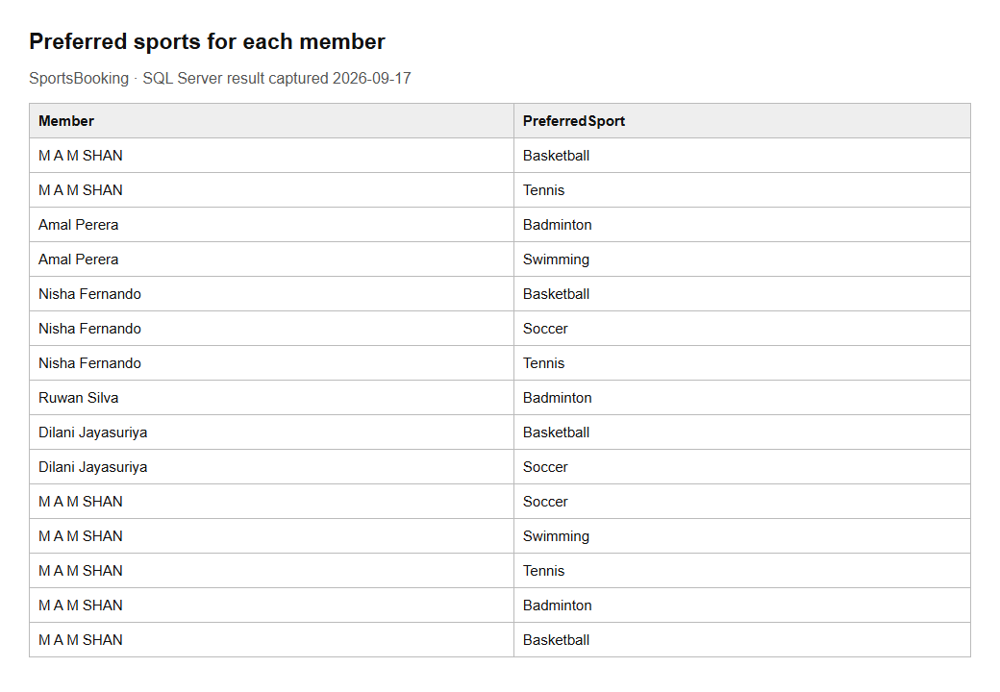 Preferred sports for each member
SportsBooking · SQL Server result captured 2026-09-17
Member PreferredSport
M A M SHAN Basketball
M A M SHAN Tennis
Amal Perera Badminton
Amal Perera Swimming
Nisha Fernando Basketball
Nisha Fernando Soccer
Nisha Fernando Tennis
Ruwan Silva Badminton
Dilani Jayasuriya Basketball
Dilani Jayasuriya Soccer
M A M SHAN Soccer
M A M SHAN Swimming
M A M SHAN Tennis
M A M SHAN Badminton
M A M SHAN Basketball